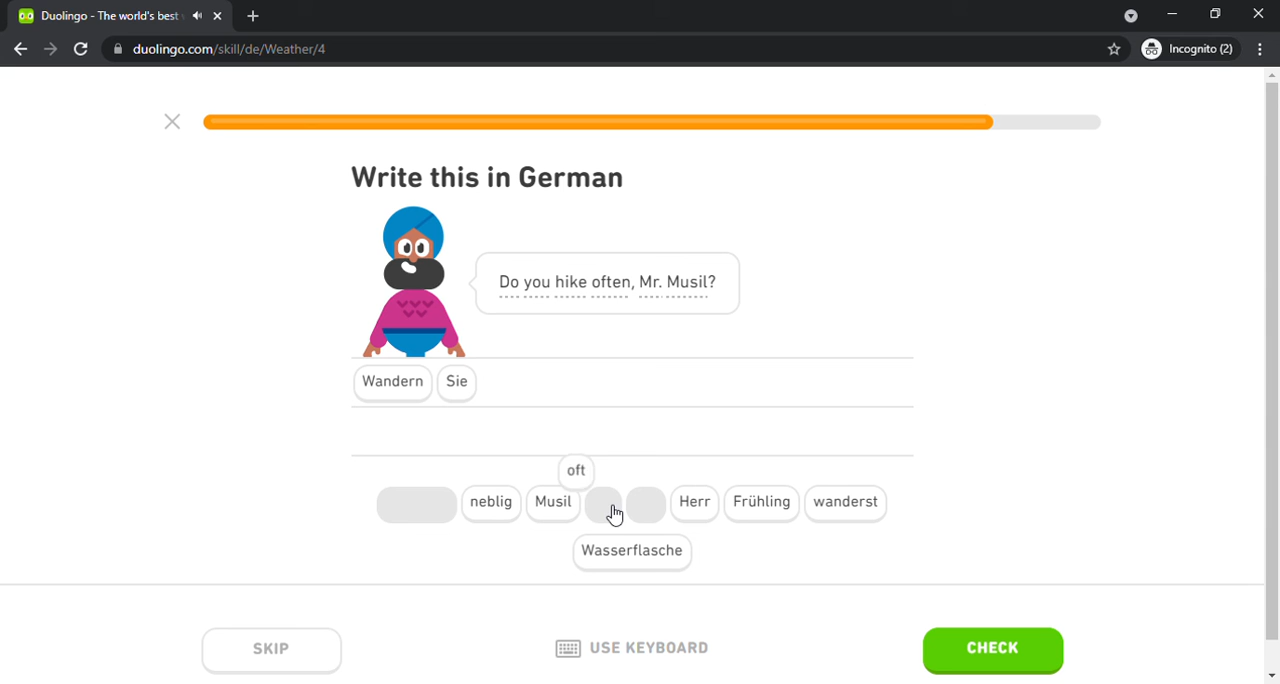 Duolingo - The world's best
duolingo.com/skill/de/Weather/4
Incognito (2)
Write this in German
Do you hike often, Mr. Musil?
Wandern Sie
oft
neblig Musil Herr Frühling wanderst
Wasserflasche
SKIP USE KEYBOARD CHECK